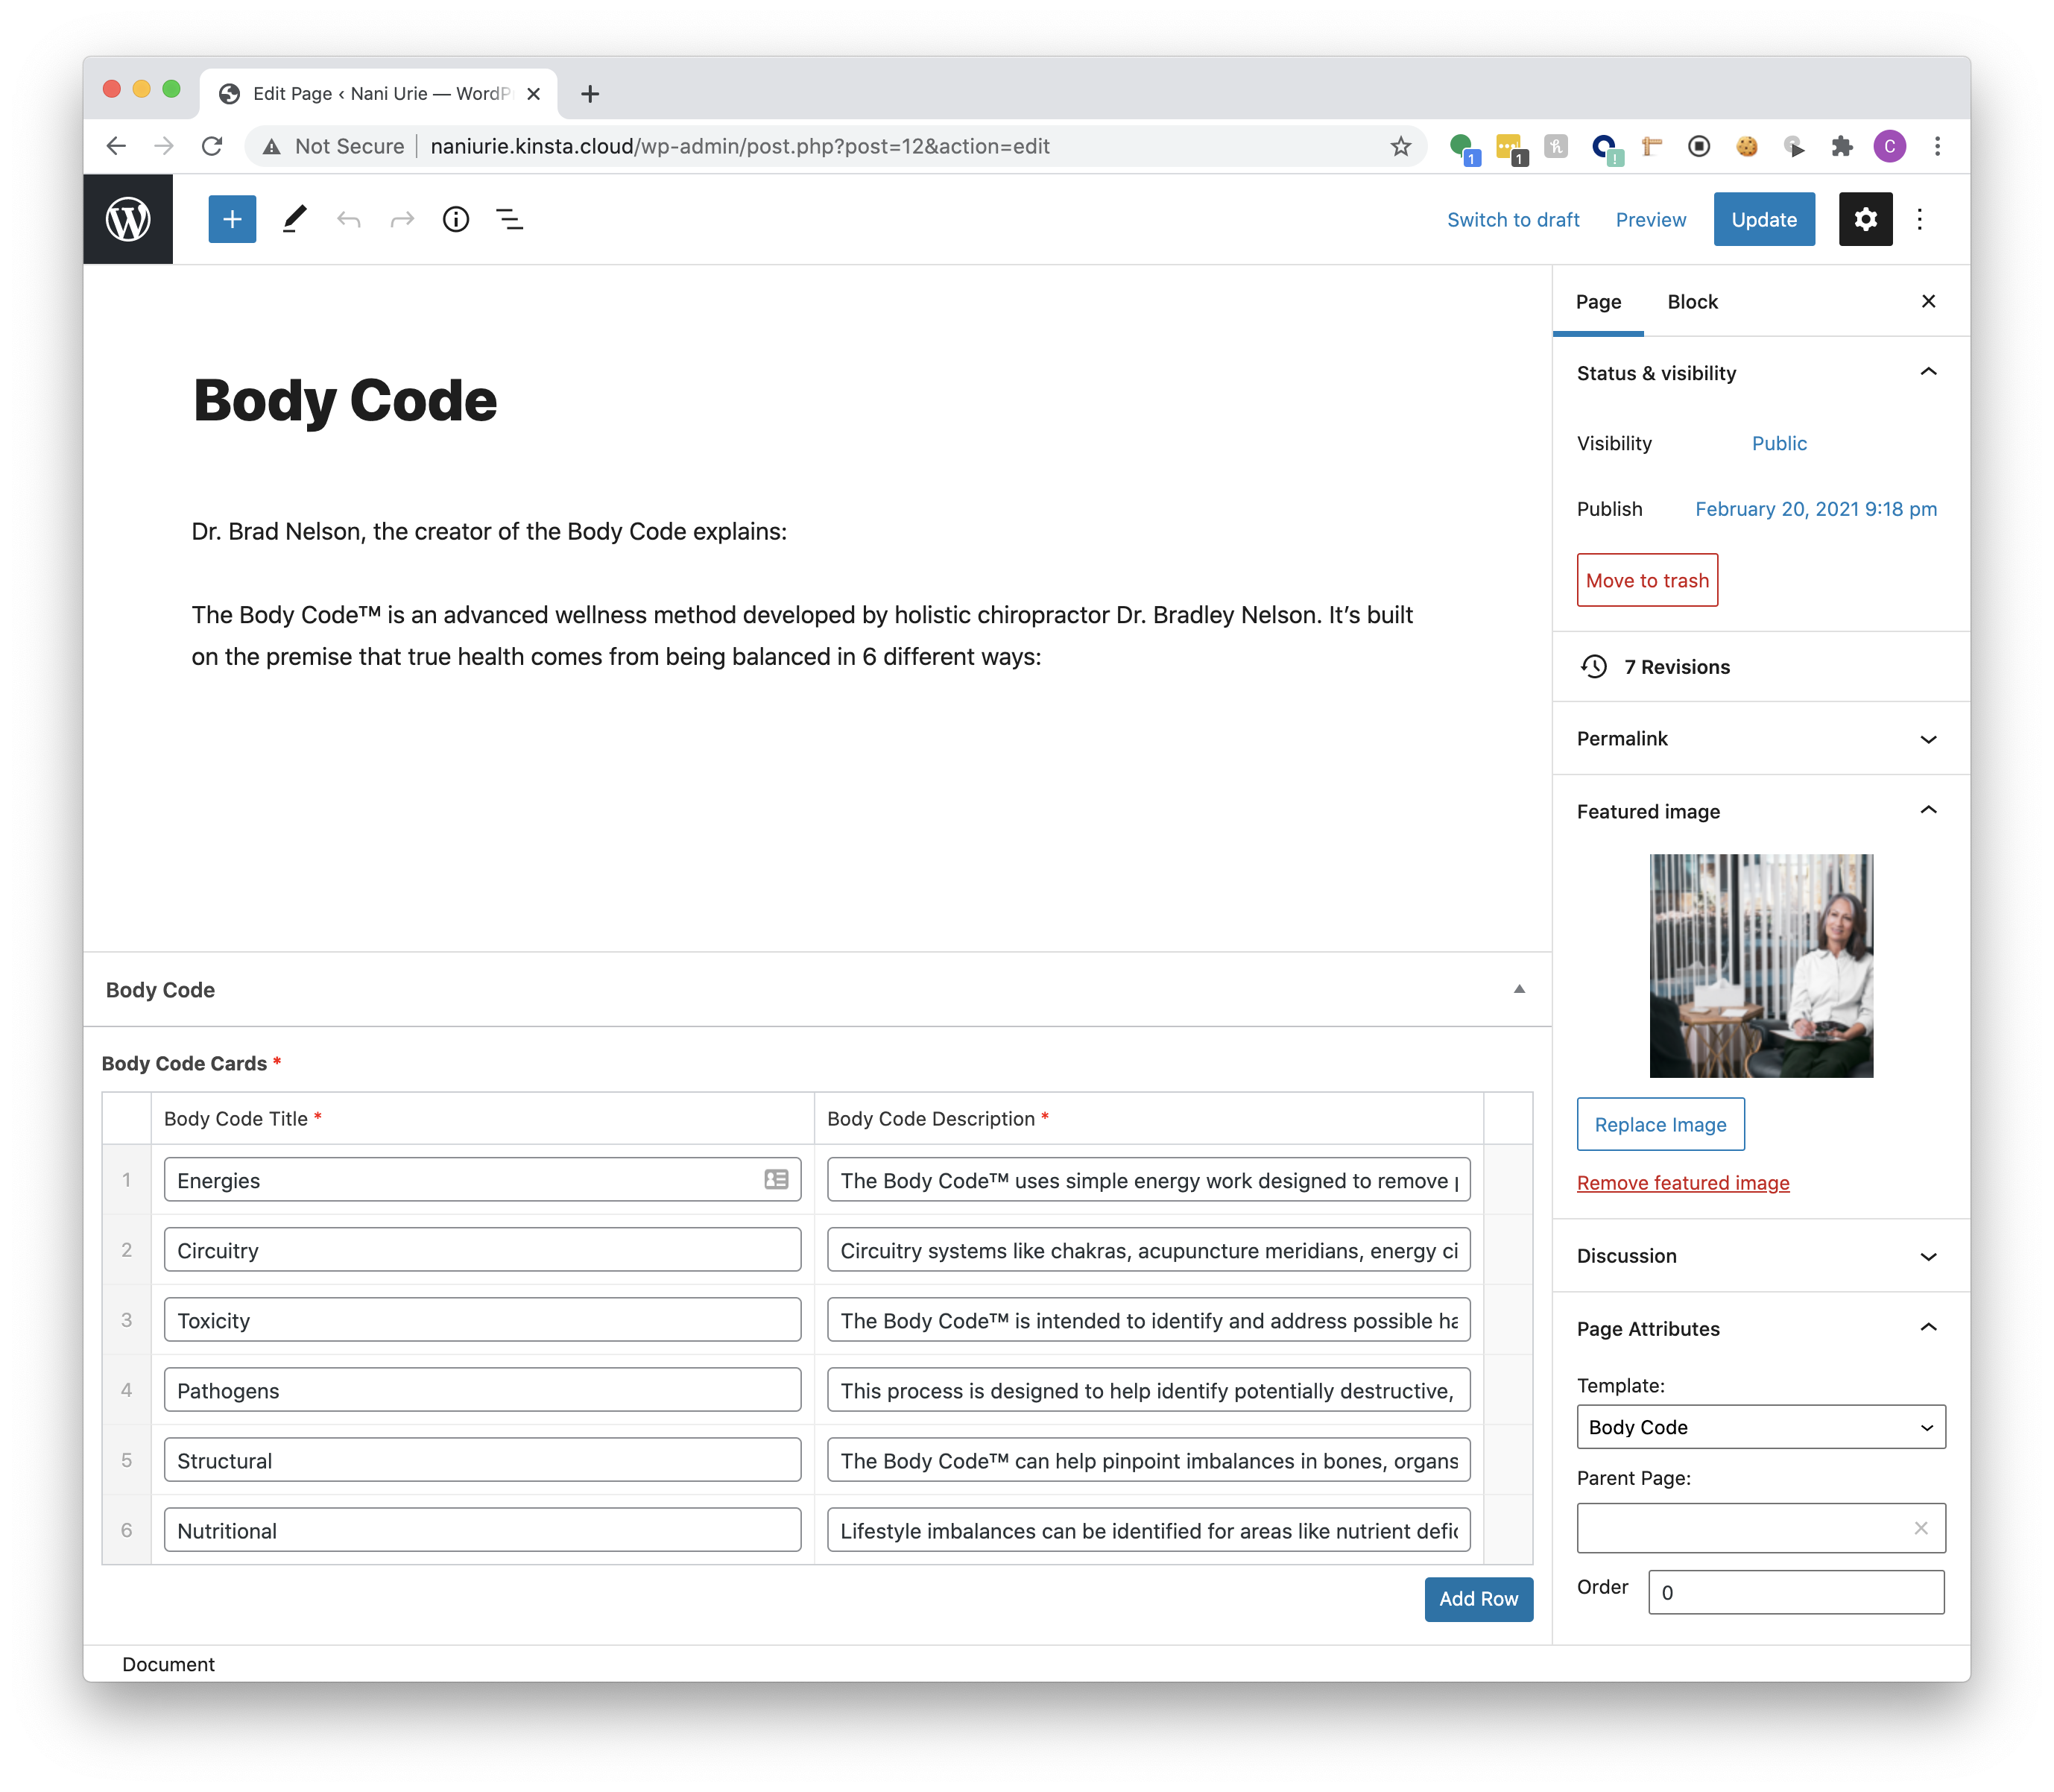 Edit Page ‹ Nani Urie — WordP
Not Secure
naniurie.kinsta.cloud/wp-admin/post.php?post=12&action=edit
1
1
C
Switch to draft
Preview
Update
Page
Block
Body Code
Dr. Brad Nelson, the creator of the Body Code explains:
The Body Code™ is an advanced wellness method developed by holistic chiropractor Dr. Bradley Nelson. It’s built
on the premise that true health comes from being balanced in 6 different ways:
Body Code
Body Code Cards *
Body Code Title *
Body Code Description *
1
Energies
The Body Code™ uses simple energy work designed to remove
2
Circuitry
Circuitry systems like chakras, acupuncture meridians, energy ci
3
Toxicity
The Body Code™ is intended to identify and address possible ha
4
Pathogens
This process is designed to help identify potentially destructive,
5
Structural
The Body Code™ can help pinpoint imbalances in bones, organs
6
Nutritional
Lifestyle imbalances can be identified for areas like nutrient defic
Add Row
Document
Status & visibility
Visibility
Public
Publish
February 20, 2021 9:18 pm
Move to trash
7 Revisions
Permalink
Featured image
Replace Image
Remove featured image
Discussion
Page Attributes
Template:
Body Code
Parent Page:
Order
0